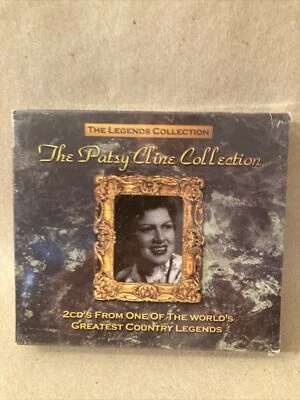 THE LEGENDS COLLECTION
The Patsy Cline Collection
2CD'S FROM ONE OF THE WORLD'S
GREATEST COUNTRY LEGENDS